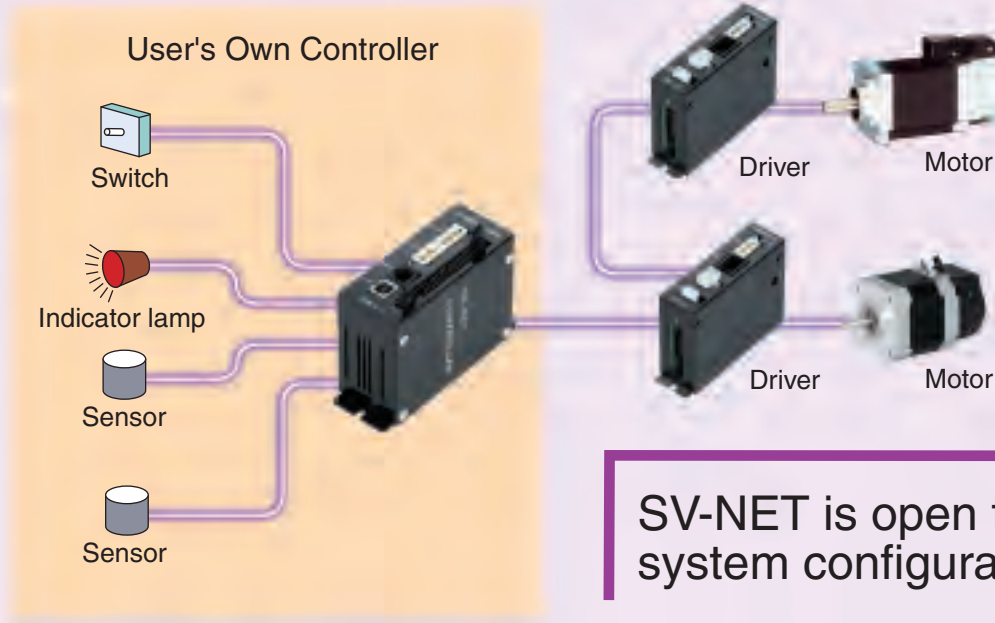 User's Own Controller
Switch
Indicator lamp
Sensor
Sensor
Driver
Motor
Driver
Motor
SV-NET is open
system configura